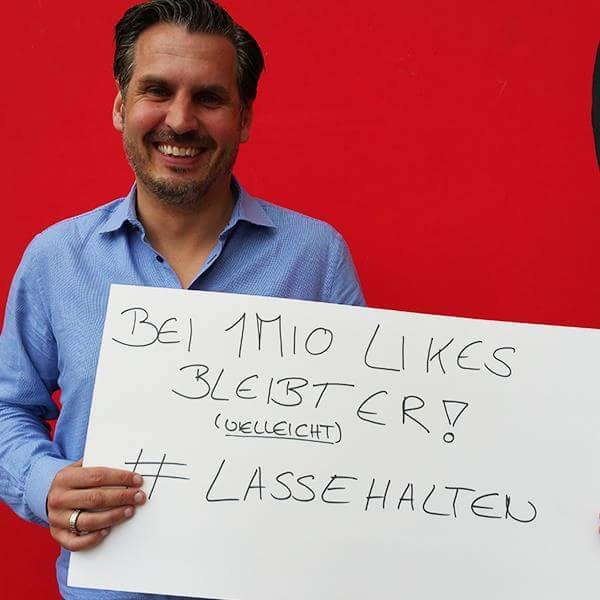 BEI 1MIO LIKES
BLEIBT ER!
(VIELLEICHT)
# LASSEHALTEN